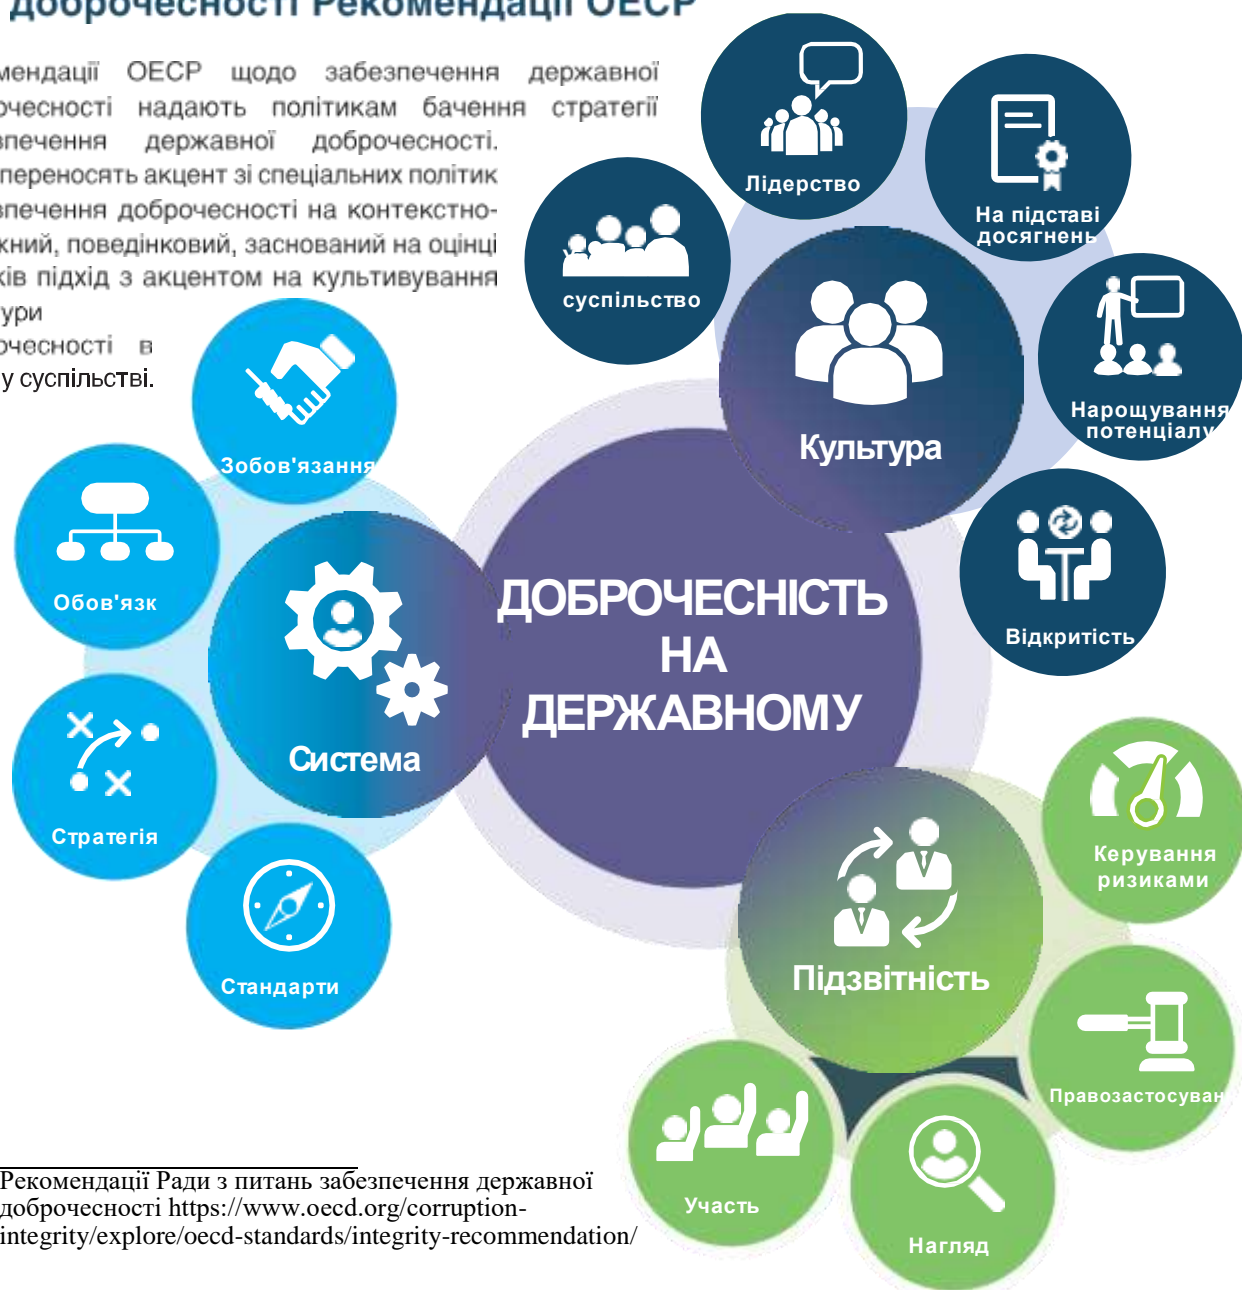 доброчесності Рекомендації ОЕСР
мендації ОЕСР щодо забезпечення державної
очесності надають політикам бачення стратегії
зпечення державної доброчесності.
переносять акцент зі спеціальних політик
зпечення доброчесності на контекстно-
жний, поведінковий, заснований на оцінці
ків підхід з акцентом на культивування
ури
очесності в
у суспільстві.
Лідерство
На підставі
досягнень
суспільство
Нарощування
потенціалу
Культура
Відкритість
Зобов'язання
Обов'язк
Система
Стратегія
Стандарти
ДОБРОЧЕСНІСТЬ
НА
ДЕРЖАВНОМУ
Керування
ризиками
Підзвітність
Правозастосуван
Участь
Нагляд
Рекомендації Ради з питань забезпечення державної
доброчесності https://www.oecd.org/corruption-
integrity/explore/oecd-standards/integrity-recommendation/